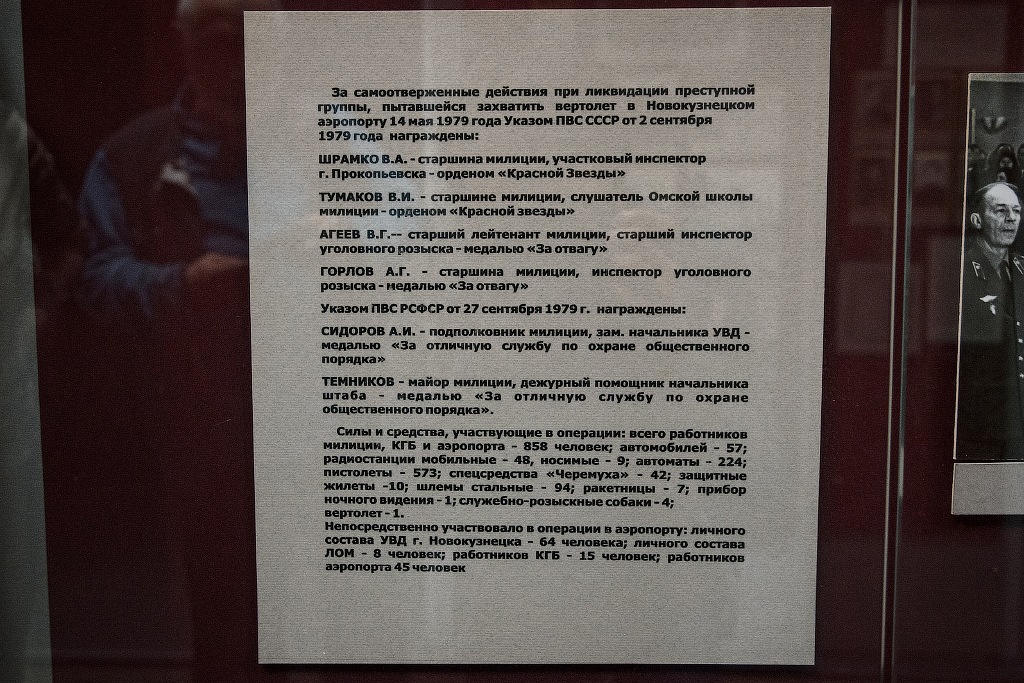 За самоотверженные действия при ликвидации преступной
группы, пытавшейся захватить вертолет в Новокузнецком
аэропорту 14 мая 1979 года Указом ПВС СССР от 2 сентября
1979 года награждены:
ШРАМКО В.А. - старшина милиции, участковый инспектор
г. Прокопьевска - орденом «Красной Звезды»
ТУМАКОВ В.И. - старшине милиции, слушатель Омской школы
милиции - орденом «Красной звезды»
АГЕЕВ В.Г.-- старший лейтенант милиции, старший инспектор
уголовного розыска - медалью «За отвагу»
ГОРЛОВ А.Г. - старшина милиции, инспектор уголовного
розыска - медалью «За отвагу»
Указом ПВС РСФСР от 27 сентября 1979 г. награждены:
СИДОРОВ А.И. - подполковник милиции, зам. начальника УВД -
медалью «За отличную службу по охране общественного
порядка»
ТЕМНИКОВ - майор милиции, дежурный помощник начальника
штаба - медалью «За отличную службу по охране
общественного порядка».
Силы и средства, участвующие в операции: всего работников
милиции, КГБ и аэропорта - 858 человек; автомобилей - 57;
радиостанции мобильные - 48, носимые - 9; автоматы - 224;
пистолеты - 573; спецсредства «Черемуха» - 42; защитные
жилеты -10; шлемы стальные - 94; ракетницы - 7; прибор
ночного видения - 1; служебно-розыскные собаки - 4;
вертолет - 1.
Непосредственно участвовало в операции в аэропорту: личного
состава УВД г. Новокузнецка - 64 человека; личного состава
ЛОМ - 8 человек; работников КГБ - 15 человек; работников
аэропорта 45 человек